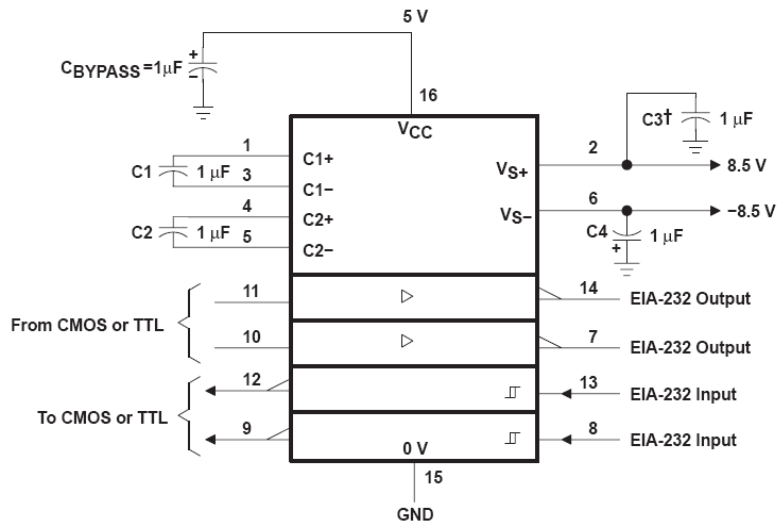 5 V
CBYPASS =1μF
+
−
16
VCC
C3†
1 μF
1
C1+
C1
1 μF
3
C1−
2
VS+
8.5 V
4
C2+
C2
1 μF
5
C2−
6
VS−
−8.5 V
C4
+
1 μF
11
14
EIA-232 Output
From CMOS or TTL
10
7
EIA-232 Output
12
13
EIA-232 Input
To CMOS or TTL
9
8
EIA-232 Input
0 V
15
GND